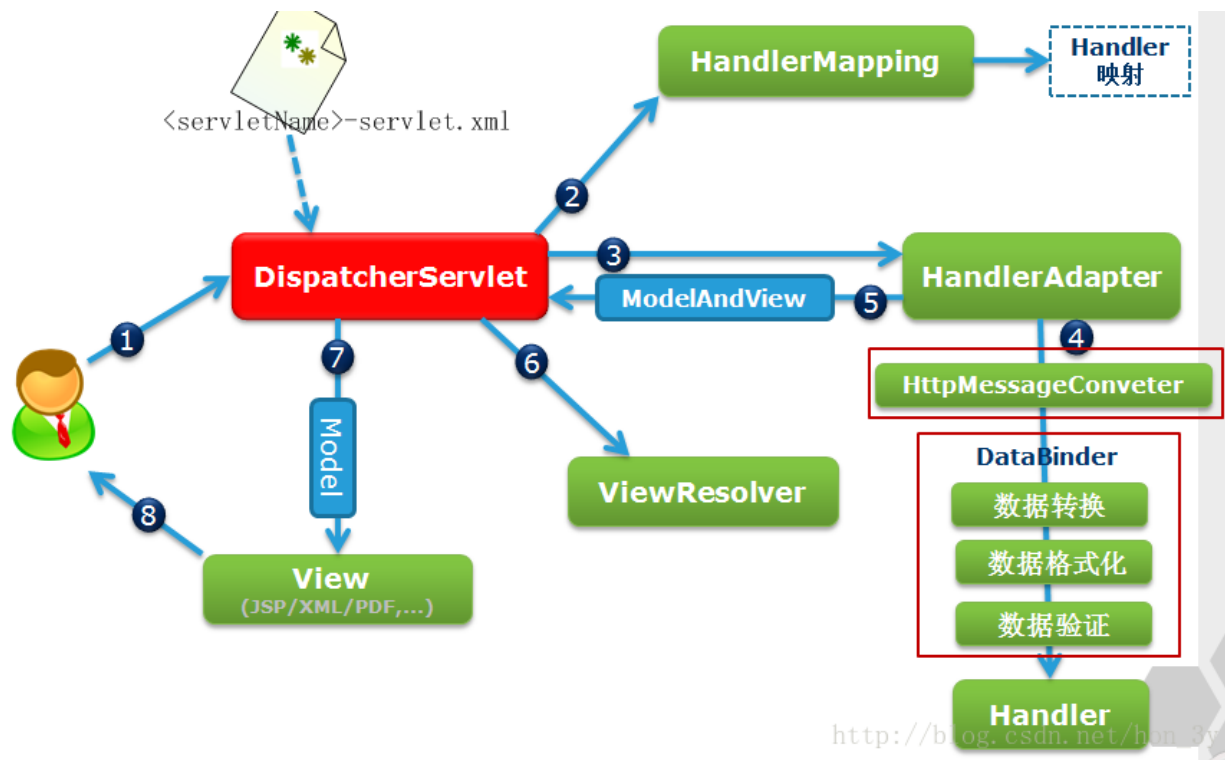 <servletName>-servlet.xml
HandlerMapping
Handler
映射
2
DispatcherServlet
3
HandlerAdapter
ModelAndView
5
1
7
6
4
HttpMessageConveter
Model
DataBinder
数据转换
ViewResolver
数据格式化
8
View
(JSP/XML/PDF,...)
数据验证
Handler
http://blog.csdn.net/hon_3y